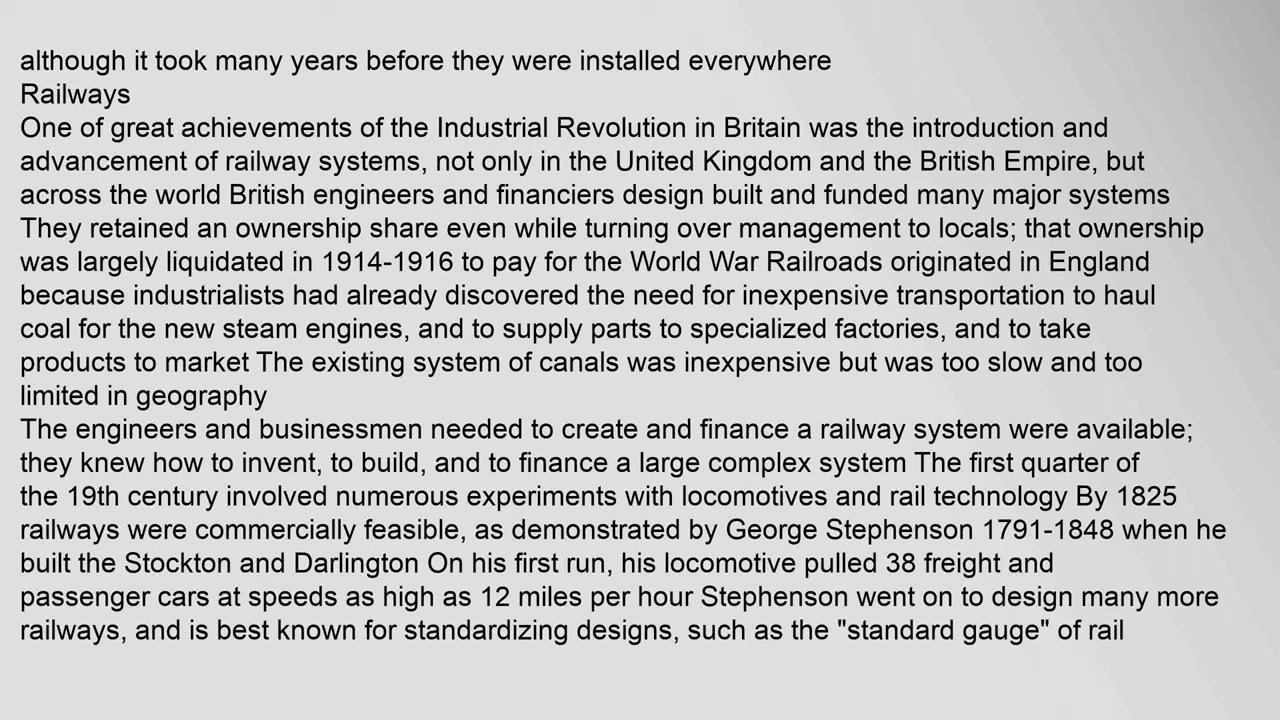 although it took many years before they were installed everywhere
Railways
One of great achievements of the Industrial Revolution in Britain was the introduction and
advancement of railway systems, not only in the United Kingdom and the British Empire, but
across the world British engineers and financiers design built and funded many major systems
They retained an ownership share even while turning over management to locals; that ownership
was largely liquidated in 1914-1916 to pay for the World War Railroads originated in England
because industrialists had already discovered the need for inexpensive transportation to haul
coal for the new steam engines, and to supply parts to specialized factories, and to take
products to market The existing system of canals was inexpensive but was too slow and too
limited in geography
The engineers and businessmen needed to create and finance a railway system were available;
they knew how to invent, to build, and to finance a large complex system The first quarter of
the 19th century involved numerous experiments with locomotives and rail technology By 1825
railways were commercially feasible, as demonstrated by George Stephenson 1791-1848 when he
built the Stockton and Darlington On his first run, his locomotive pulled 38 freight and
passenger cars at speeds as high as 12 miles per hour Stephenson went on to design many more
railways, and is best known for standardizing designs, such as the "standard gauge" of rail